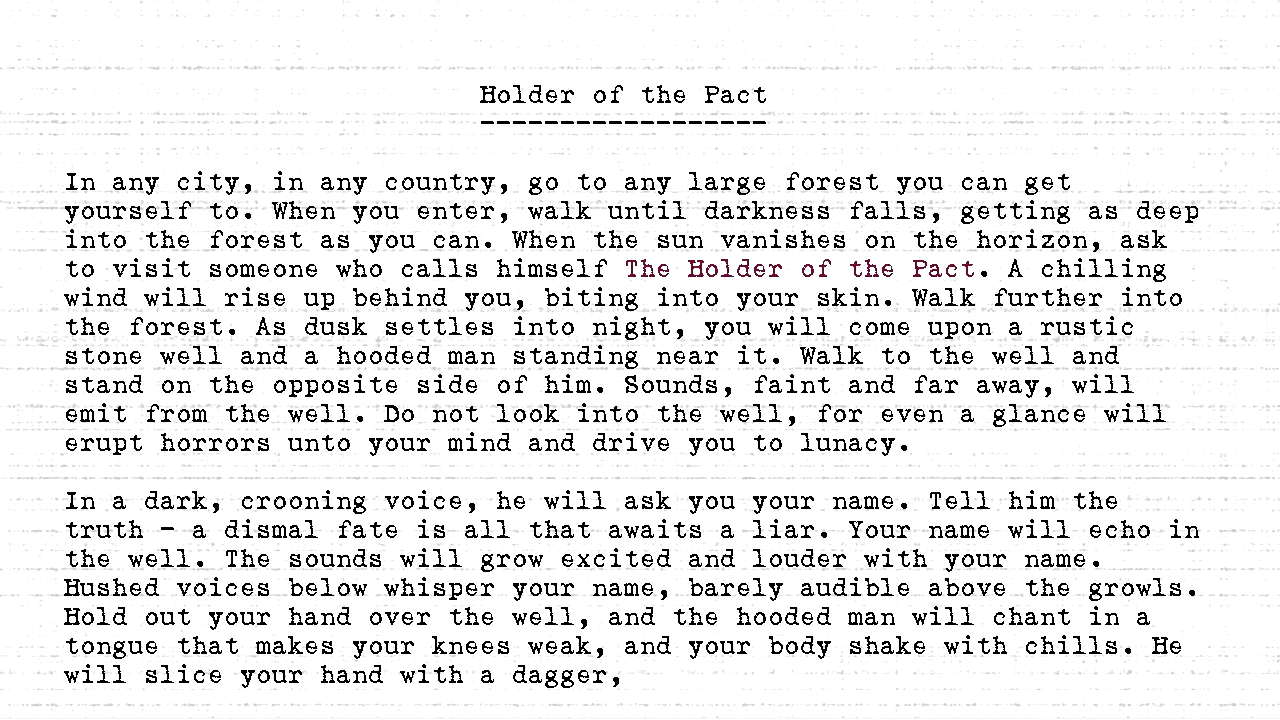 Holder of the Pact
------------------
In any city, in any country, go to any large forest you can get
yourself to. When you enter, walk until darkness falls, getting as deep
into the forest as you can. When the sun vanishes on the horizon, ask
to visit someone who calls himself The Holder of the Pact. A chilling
wind will rise up behind you, biting into your skin. Walk further into
the forest. As dusk settles into night, you will come upon a rustic
stone well and a hooded man standing near it. Walk to the well and
stand on the opposite side of him. Sounds, faint and far away, will
emit from the well. Do not look into the well, for even a glance will
erupt horrors unto your mind and drive you to lunacy.
In a dark, crooning voice, he will ask you your name. Tell him the
truth – a dismal fate is all that awaits a liar. Your name will echo in
the well. The sounds will grow excited and louder with your name.
Hushed voices below whisper your name, barely audible above the growls.
Hold out your hand over the well, and the hooded man will chant in a
tongue that makes your knees weak, and your body shake with chills. He
will slice your hand with a dagger,